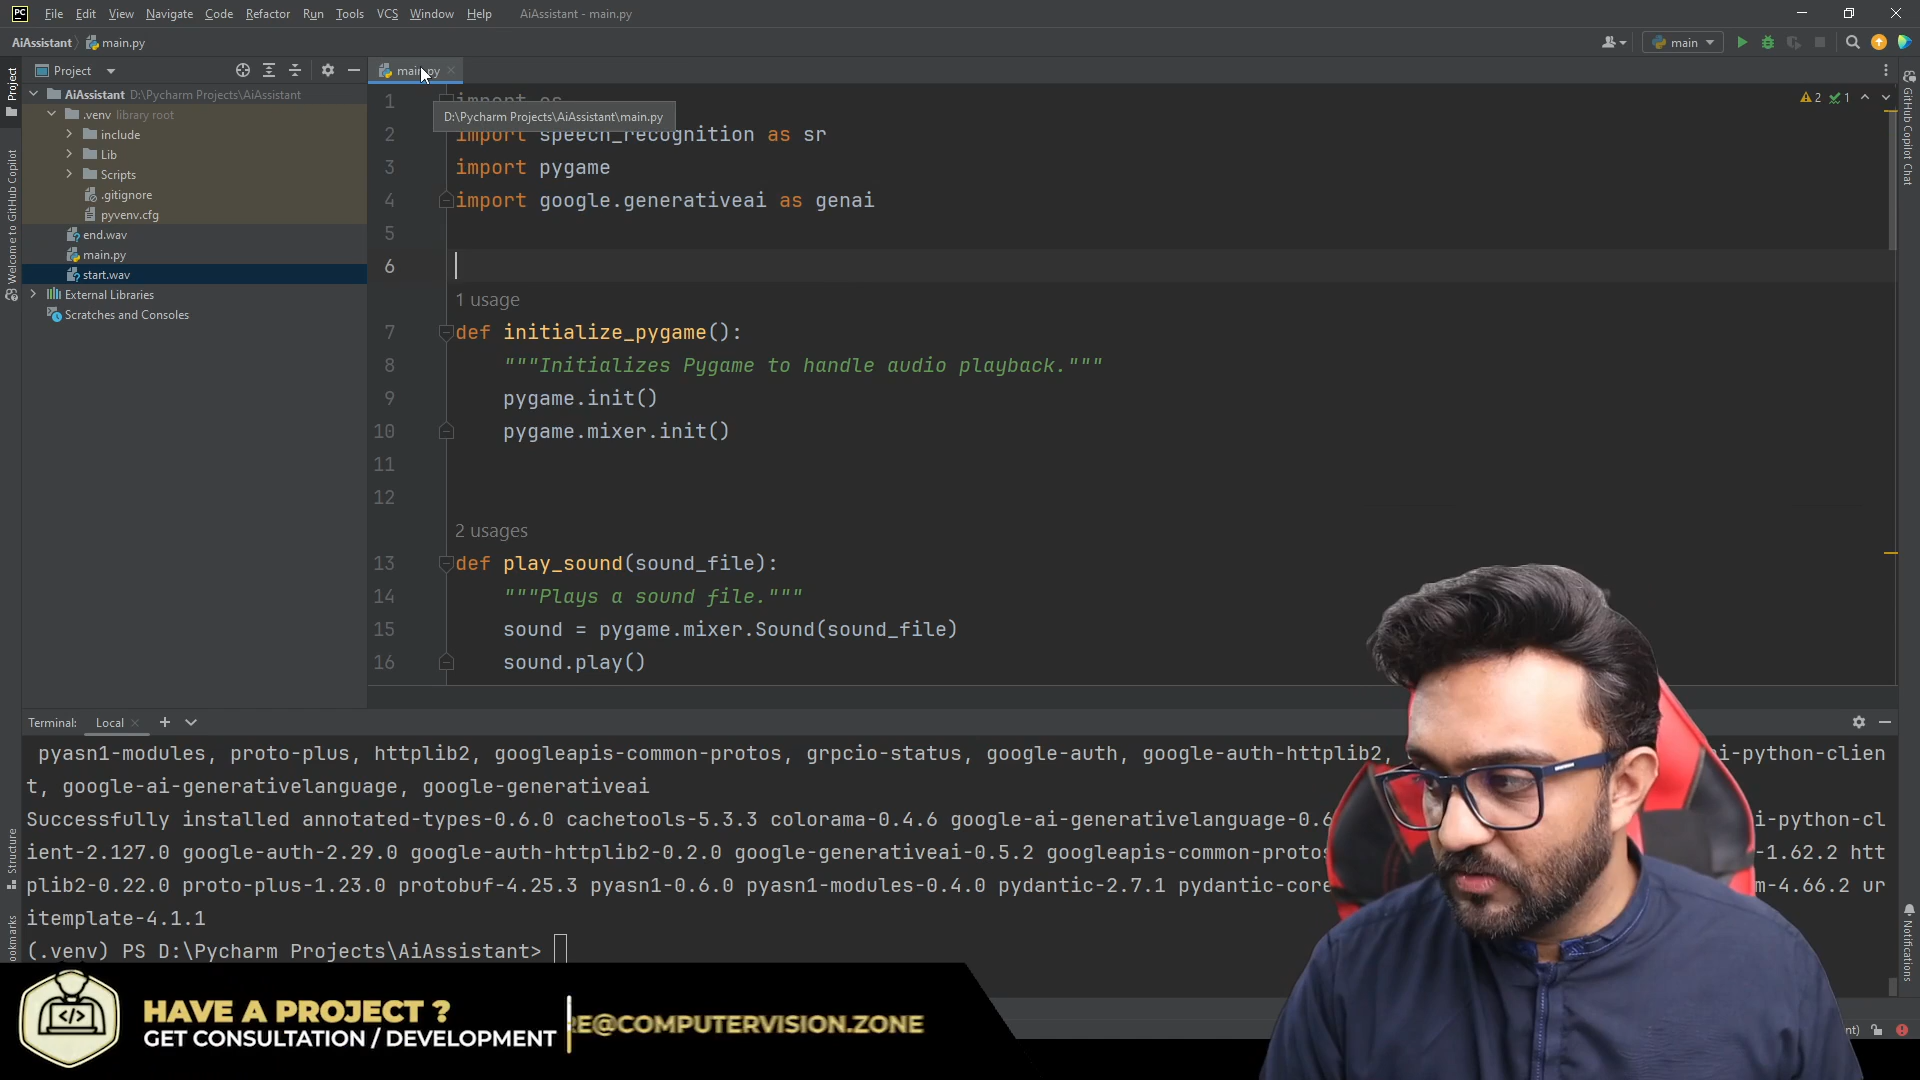 PC File Edit View Navigate Code Refactor Run Tools VCS Window Help AiAssistant - main.py
AiAssistant main.py
main
Project
main.py
D:\Pycharm Projects\AiAssistant\main.py
AiAssistant D:\Pycharm Projects\AiAssistant
.venv library root
include
Lib
Scripts
.gitignore
pyvenv.cfg
end.wav
main.py
start.wav
External Libraries
Scratches and Consoles
Project
Welcome to GitHub Copilot
Structure
GitHub Copilot Chat
Notifications
2 1
1 import os
2 import speech_recognition as sr
3 import pygame
4 import google.generativeai as genai
5
6
1 usage
7 def initialize_pygame():
8 """Initializes Pygame to handle audio playback."""
9 pygame.init()
10 pygame.mixer.init()
11
12
2 usages
13 def play_sound(sound_file):
14 """Plays a sound file."""
15 sound = pygame.mixer.Sound(sound_file)
16 sound.play()
Terminal: Local
pyasn1-modules, proto-plus, httplib2, googleapis-common-protos, grpcio-status, google-auth, google-auth-httplib2, i-python-clien
t, google-ai-generativelanguage, google-generativeai
Successfully installed annotated-types-0.6.0 cachetools-5.3.3 colorama-0.4.6 google-ai-generativelanguage-0.6 i-python-cl
ient-2.127.0 google-auth-2.29.0 google-auth-httplib2-0.2.0 google-generativeai-0.5.2 googleapis-common-protos -1.62.2 htt
plib2-0.22.0 proto-plus-1.23.0 protobuf-4.25.3 pyasn1-0.6.0 pyasn1-modules-0.4.0 pydantic-2.7.1 pydantic-core m-4.66.2 ur
itemplate-4.1.1
(.venv) PS D:\Pycharm Projects\AiAssistant>
HAVE A PROJECT ?
GET CONSULTATION / DEVELOPMENT
E@COMPUTERVISION.ZONE